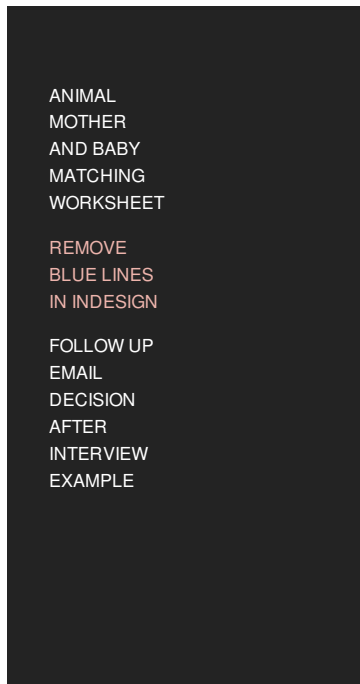 ANIMAL
MOTHER
AND BABY
MATCHING
WORKSHEET
REMOVE
BLUE LINES
IN INDESIGN
FOLLOW UP
EMAIL
DECISION
AFTER
INTERVIEW
EXAMPLE